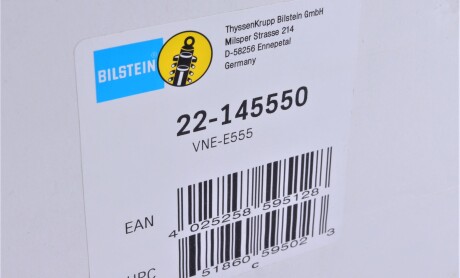 BILSTEIN
ThyssenKrupp Bilstein GmbH
Milsper Strasse 214
D-58256 Ennepetal
Germany
22-145550
VNE-E555
EAN
4 025258 595128
UPC
51860 59502 3
c